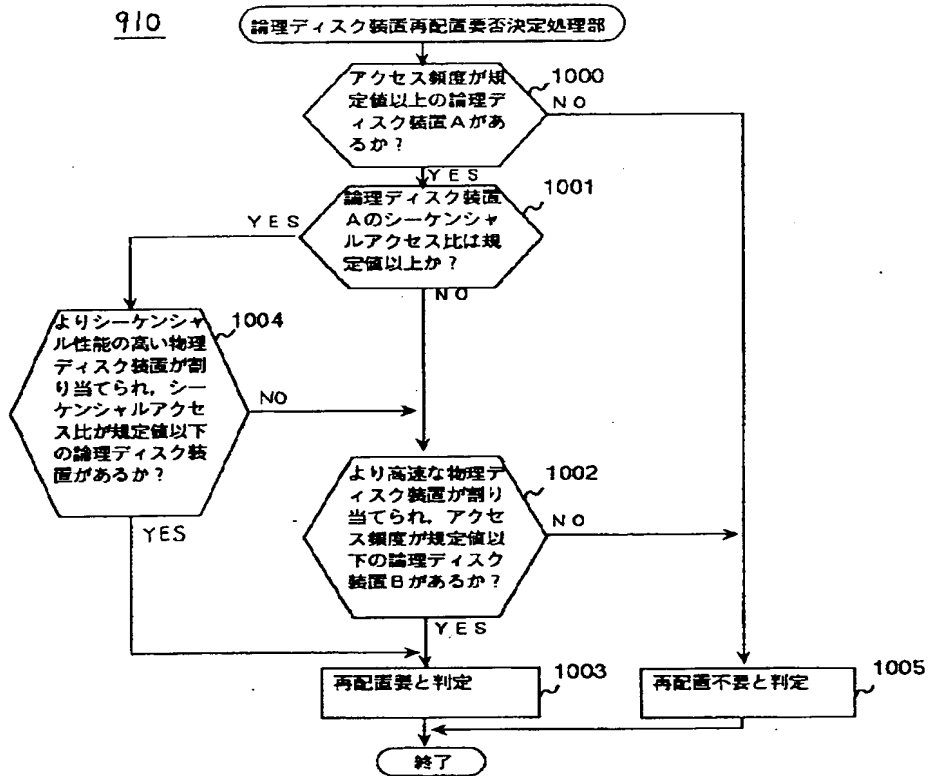 910
論理ディスク装置再配置要否決定処理部
1000
アクセス頻度が規
定値以上の論理デ
ィスク装置Aがあ
るか？
NO
YES
1001
論理ディスク装置
Aのシーケンシャ
ルアクセス比は規
定値以上か？
YES
NO
1004
よりシーケンシャ
ル性能の高い物理
ディスク装置が割
り当てられ，シー
ケンシャルアクセ
ス比が規定値以下
の論理ディスク装
置があるか？
NO
YES
1002
より高速な物理デ
ィスク装置が割り
当てられ，アクセ
ス頻度が規定値以
下の論理ディスク
装置Bがあるか？
NO
YES
再配置要と判定
1003
再配置不要と判定
1005
終了